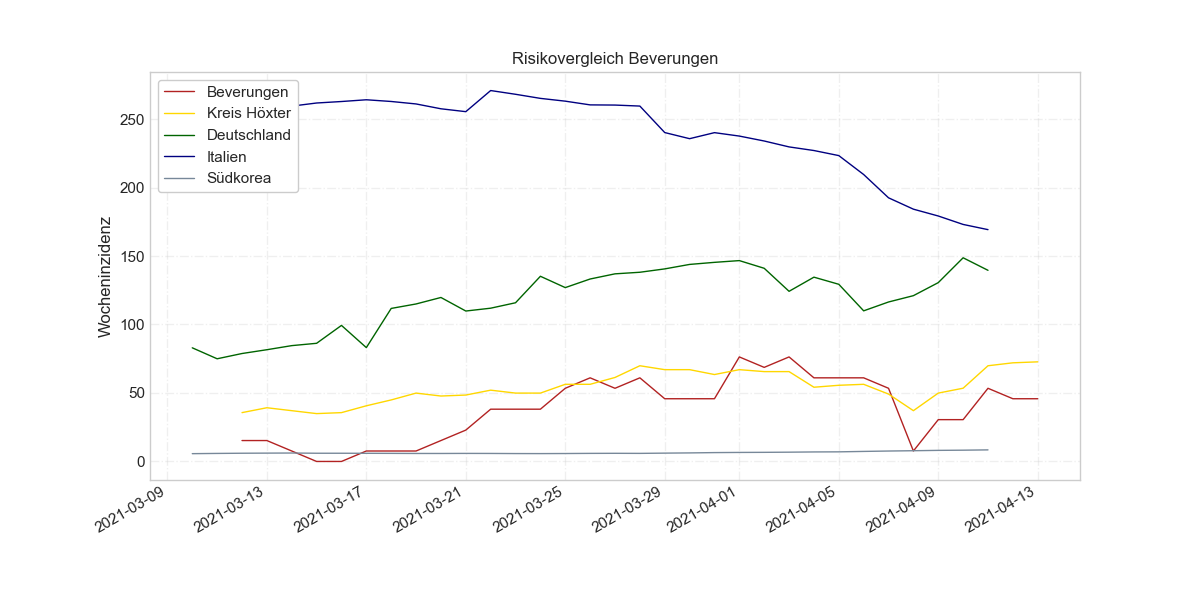 Risikovergleich Beverungen
Wocheninzidenz
250
200
150
100
50
0
Beverungen
Kreis Höxter
Deutschland
Italien
Südkorea
2021-03-09
2021-03-13
2021-03-17
2021-03-21
2021-03-25
2021-03-29
2021-04-01
2021-04-05
2021-04-09
2021-04-13